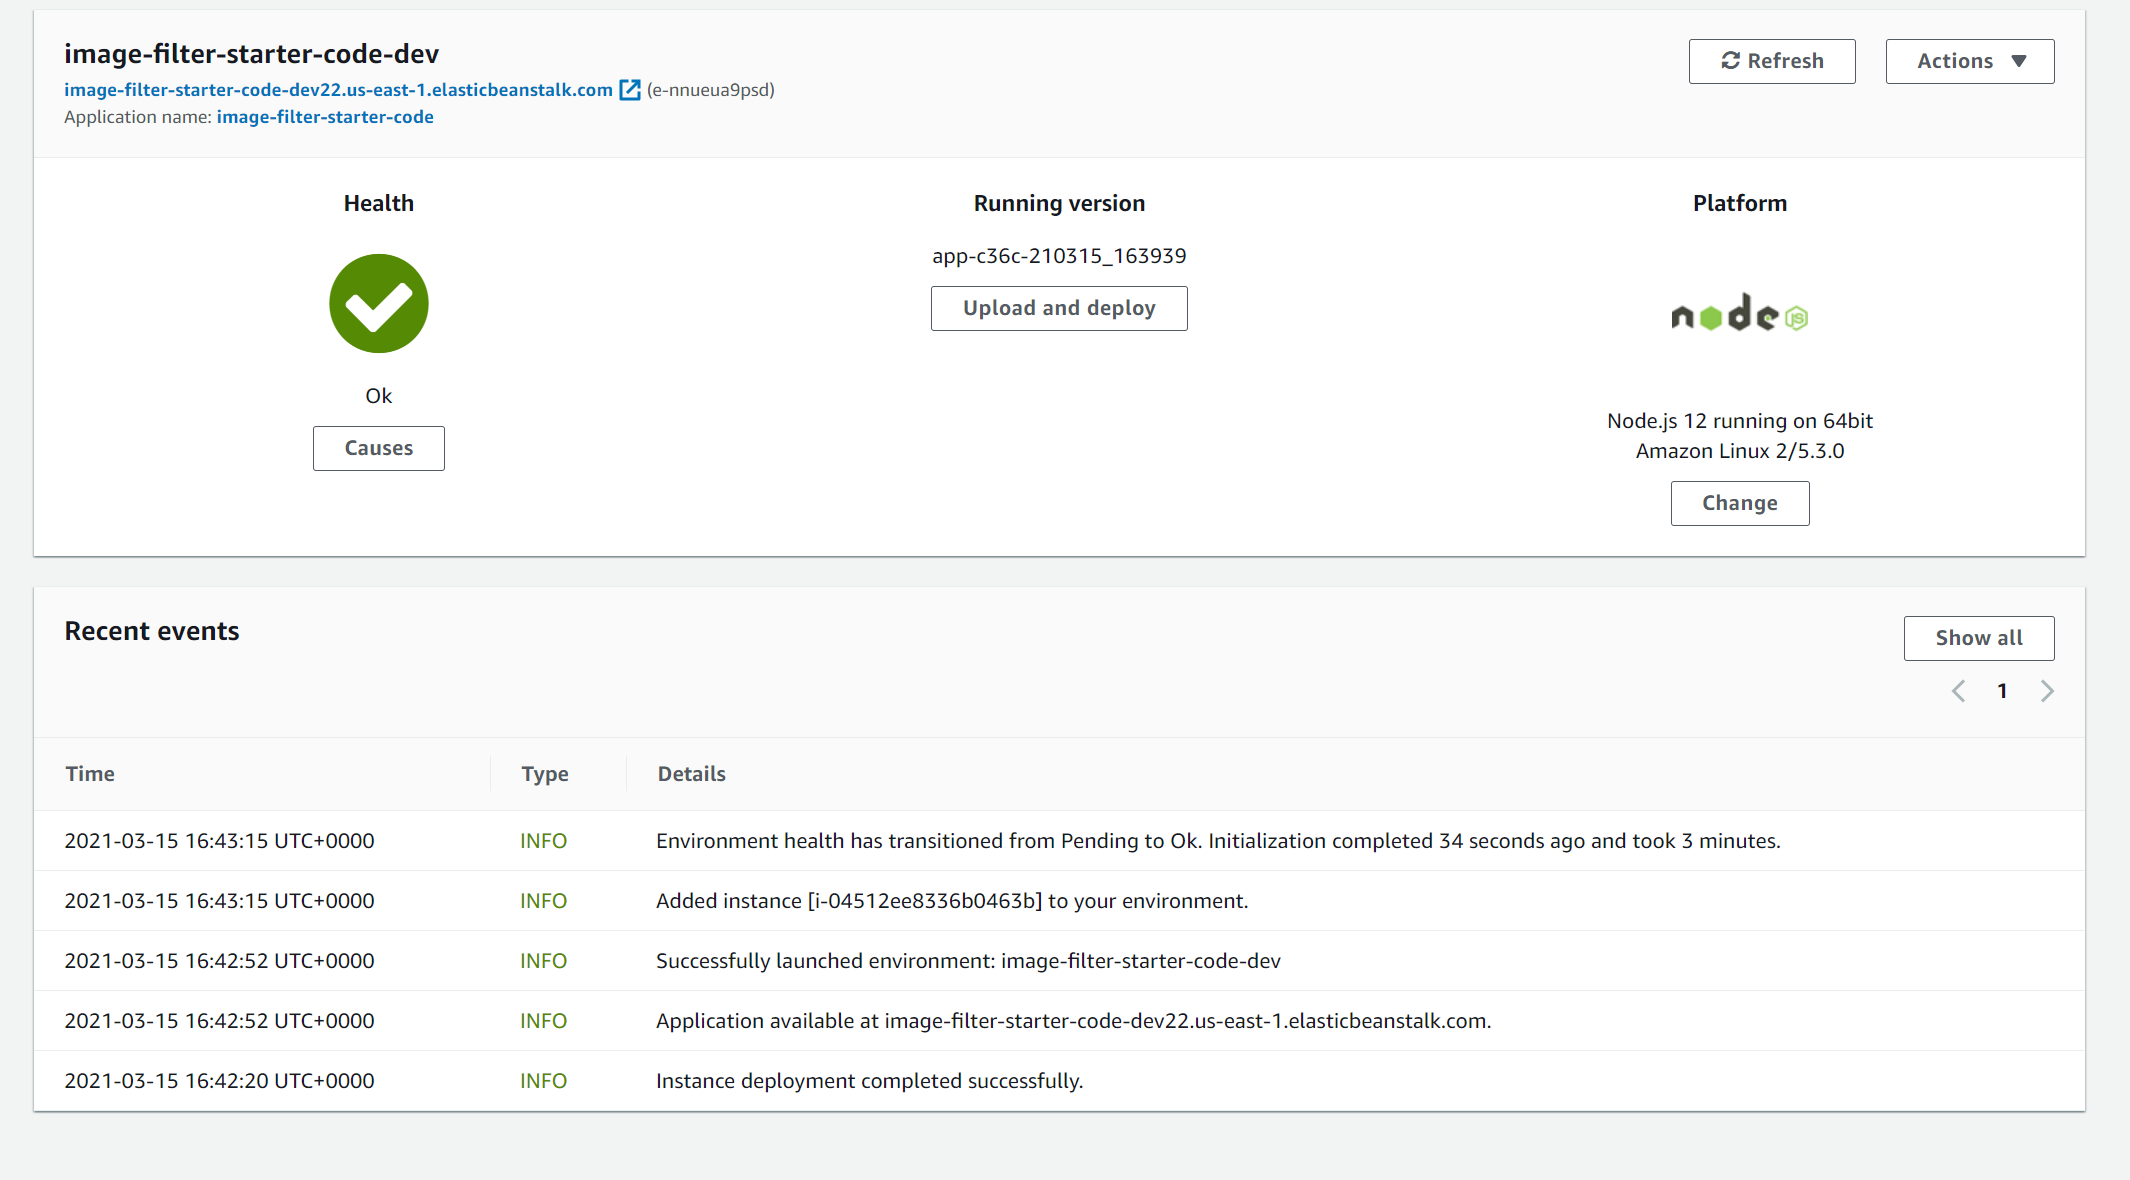 image-filter-starter-code-dev
image-filter-starter-code-dev22.us-east-1.elasticbeanstalk.com (e-nnueua9psd)
Application name: image-filter-starter-code
Refresh
Actions
Health
Ok
Causes
Running version
app-c36c-210315_163939
Upload and deploy
Platform
node JS
Node.js 12 running on 64bit
Amazon Linux 2/5.3.0
Change
Recent events
Show all
1
Time Type Details
2021-03-15 16:43:15 UTC+0000 INFO Environment health has transitioned from Pending to Ok. Initialization completed 34 seconds ago and took 3 minutes.
2021-03-15 16:43:15 UTC+0000 INFO Added instance [i-04512ee8336b0463b] to your environment.
2021-03-15 16:42:52 UTC+0000 INFO Successfully launched environment: image-filter-starter-code-dev
2021-03-15 16:42:52 UTC+0000 INFO Application available at image-filter-starter-code-dev22.us-east-1.elasticbeanstalk.com.
2021-03-15 16:42:20 UTC+0000 INFO Instance deployment completed successfully.